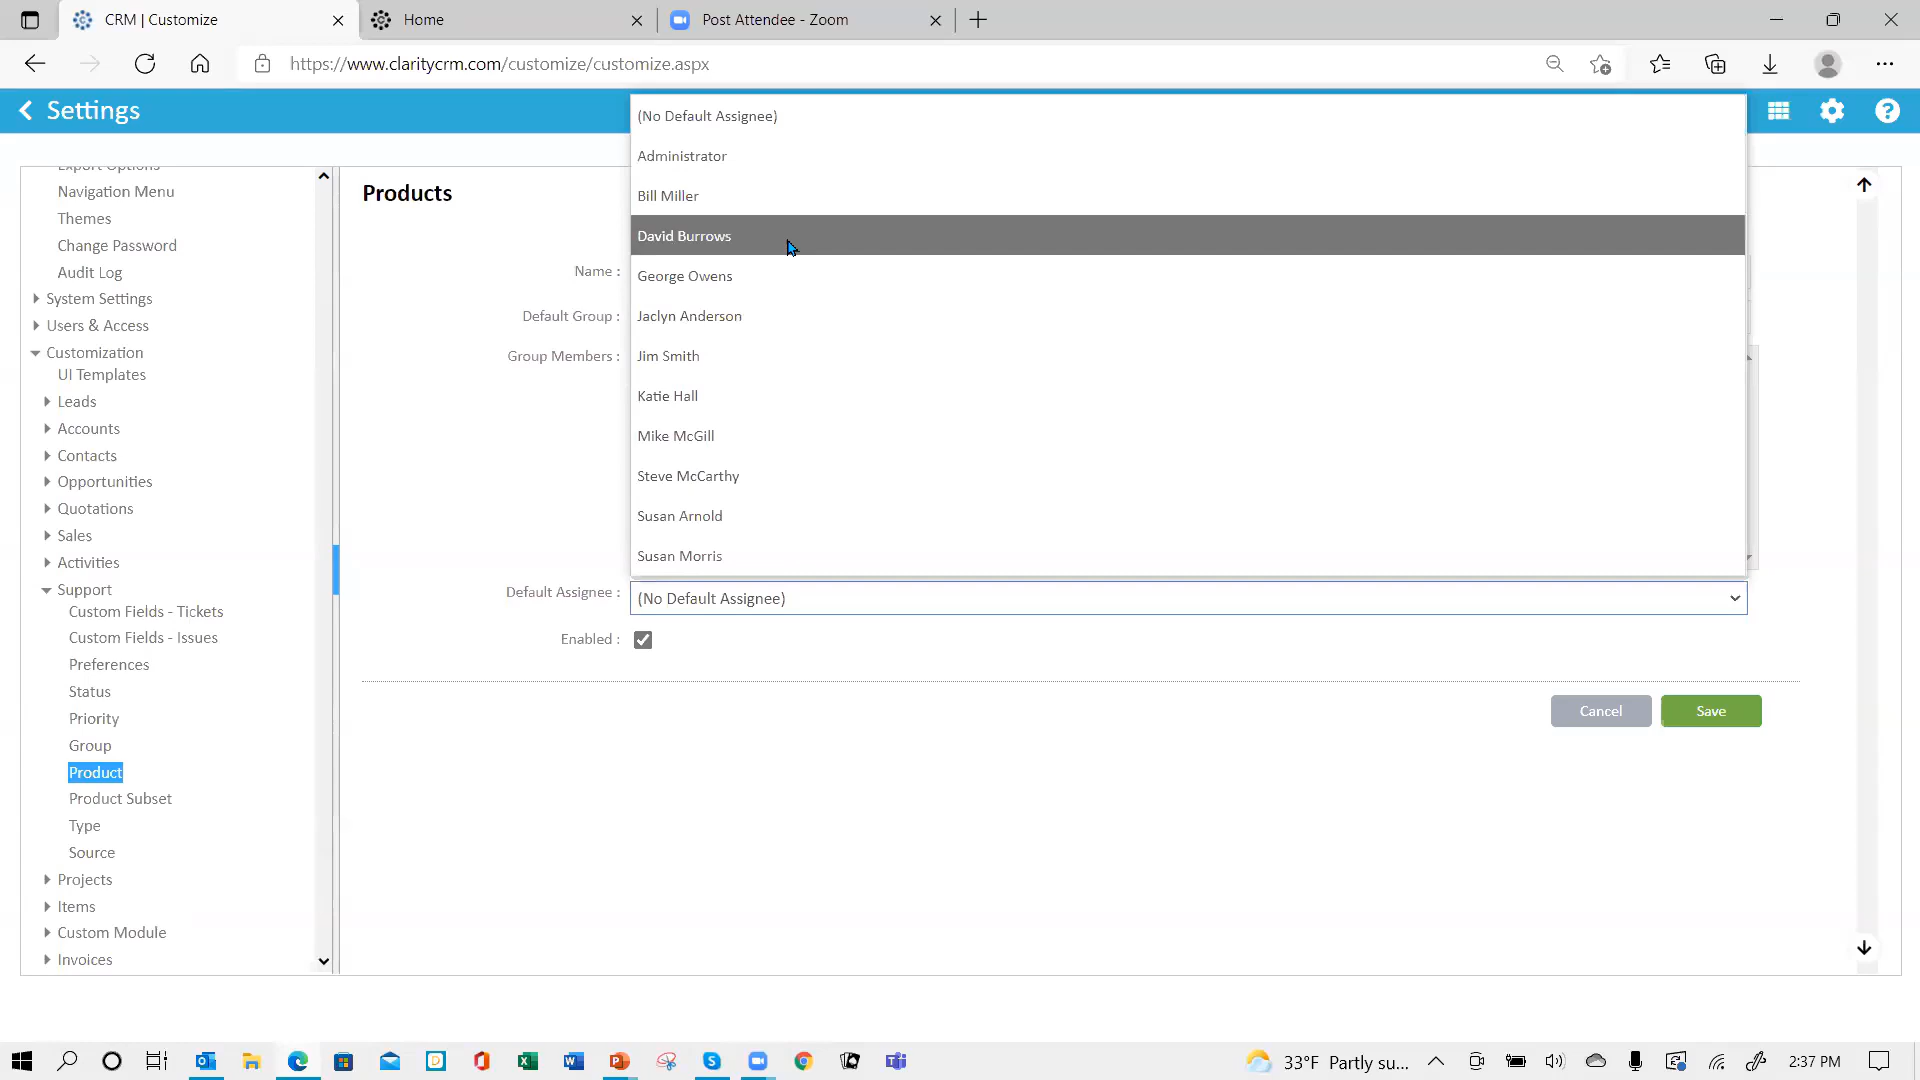 CRM | Customize
Home
Post Attendee - Zoom
https://www.claritycrm.com/customize/customize.aspx
Settings
Export Options
Navigation Menu
Themes
Change Password
Audit Log
System Settings
Users & Access
Customization
UI Templates
Leads
Accounts
Contacts
Opportunities
Quotations
Sales
Activities
Support
Custom Fields - Tickets
Custom Fields - Issues
Preferences
Status
Priority
Group
Product
Product Subset
Type
Source
Projects
Items
Custom Module
Invoices
Products
Name :
Default Group :
Group Members :
(No Default Assignee)
Administrator
Bill Miller
David Burrows
George Owens
Jaclyn Anderson
Jim Smith
Katie Hall
Mike McGill
Steve McCarthy
Susan Arnold
Susan Morris
Default Assignee :
(No Default Assignee)
Enabled :
Cancel
Save
33°F Partly su...
2:37 PM